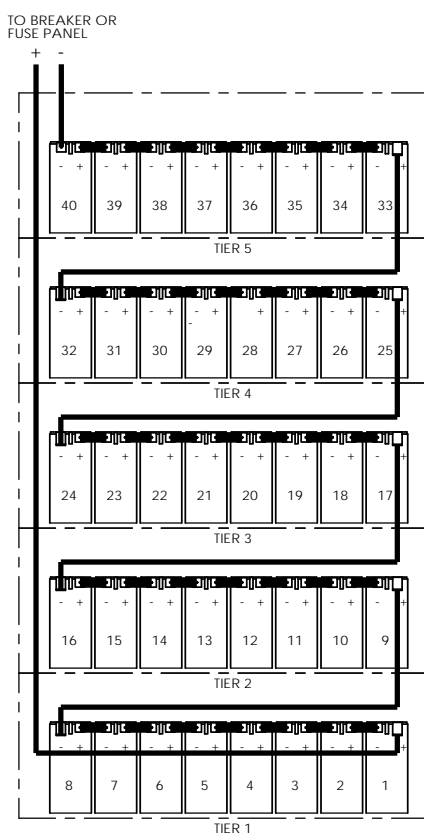 TO BREAKER OR
FUSE PANEL
+ -
- + - + - + - + - + - + - + - +
40 39 38 37 36 35 34 33
TIER 5
- + - + - + - + + - + - + - +
-
32 31 30 29 28 27 26 25
TIER 4
- + - + - + - + - + - + - + - +
24 23 22 21 20 19 18 17
TIER 3
- + - + - + - + - + - + - + - +
16 15 14 13 12 11 10 9
TIER 2
- + - + - + - + - + - + - + - +
8 7 6 5 4 3 2 1
TIER 1